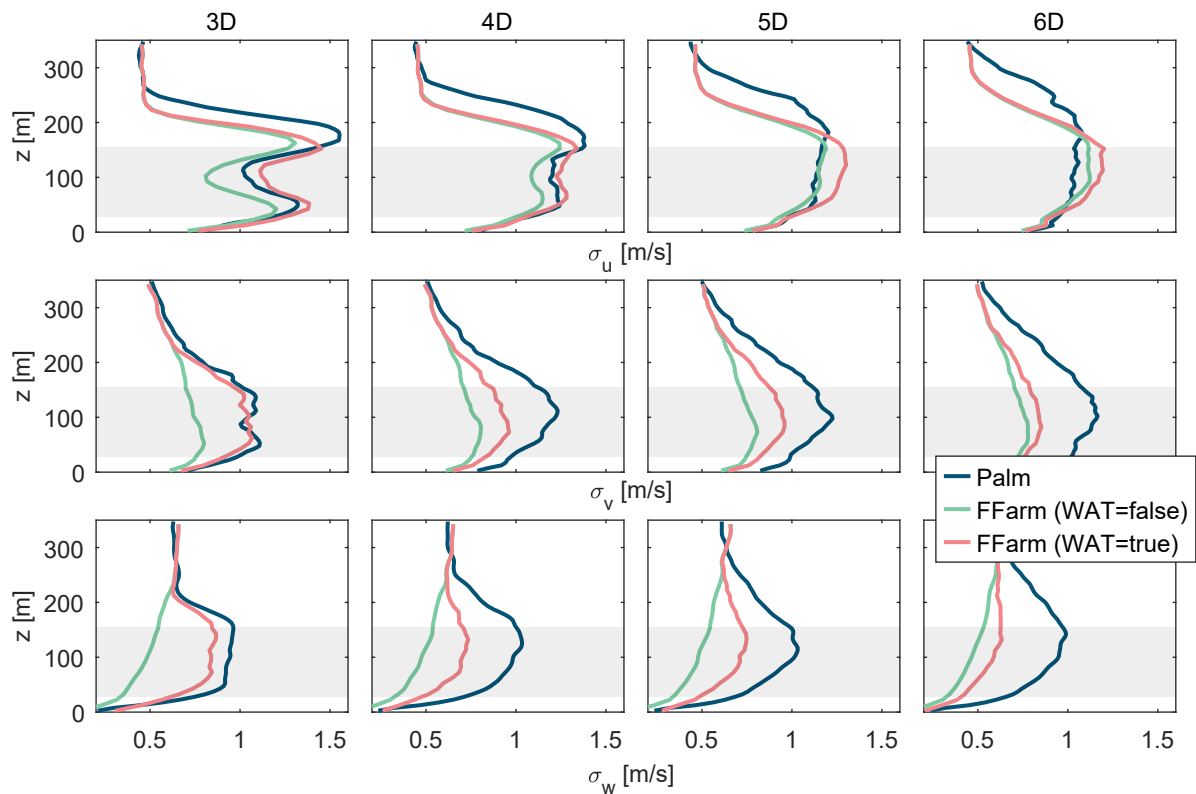 3D 4D 5D 6D
300
200
100
0
z [m]
σu [m/s]
300
200
100
0
z [m]
σv [m/s]
Palm
FFarm (WAT=false)
FFarm (WAT=true)
300
200
100
0
z [m]
0.5 1 1.5 0.5 1 1.5 0.5 1 1.5 0.5 1 1.5
σw [m/s]